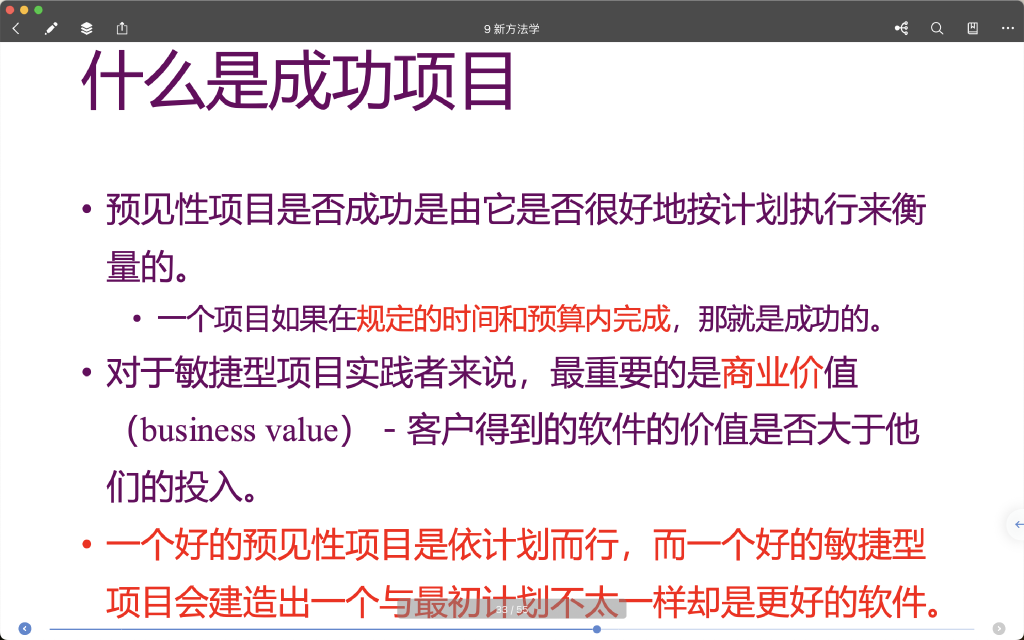 9 新方法学
什么是成功项目
• 预见性项目是否成功是由它是否很好地按计划执行来衡
量的。
• 一个项目如果在规定的时间和预算内完成，那就是成功的。
• 对于敏捷型项目实践者来说，最重要的是商业价值
（business value） - 客户得到的软件的价值是否大于他
们的投入。
• 一个好的预见性项目是依计划而行，而一个好的敏捷型
项目会建造出一个与最初计划不太一样却是更好的软件。
33 / 55